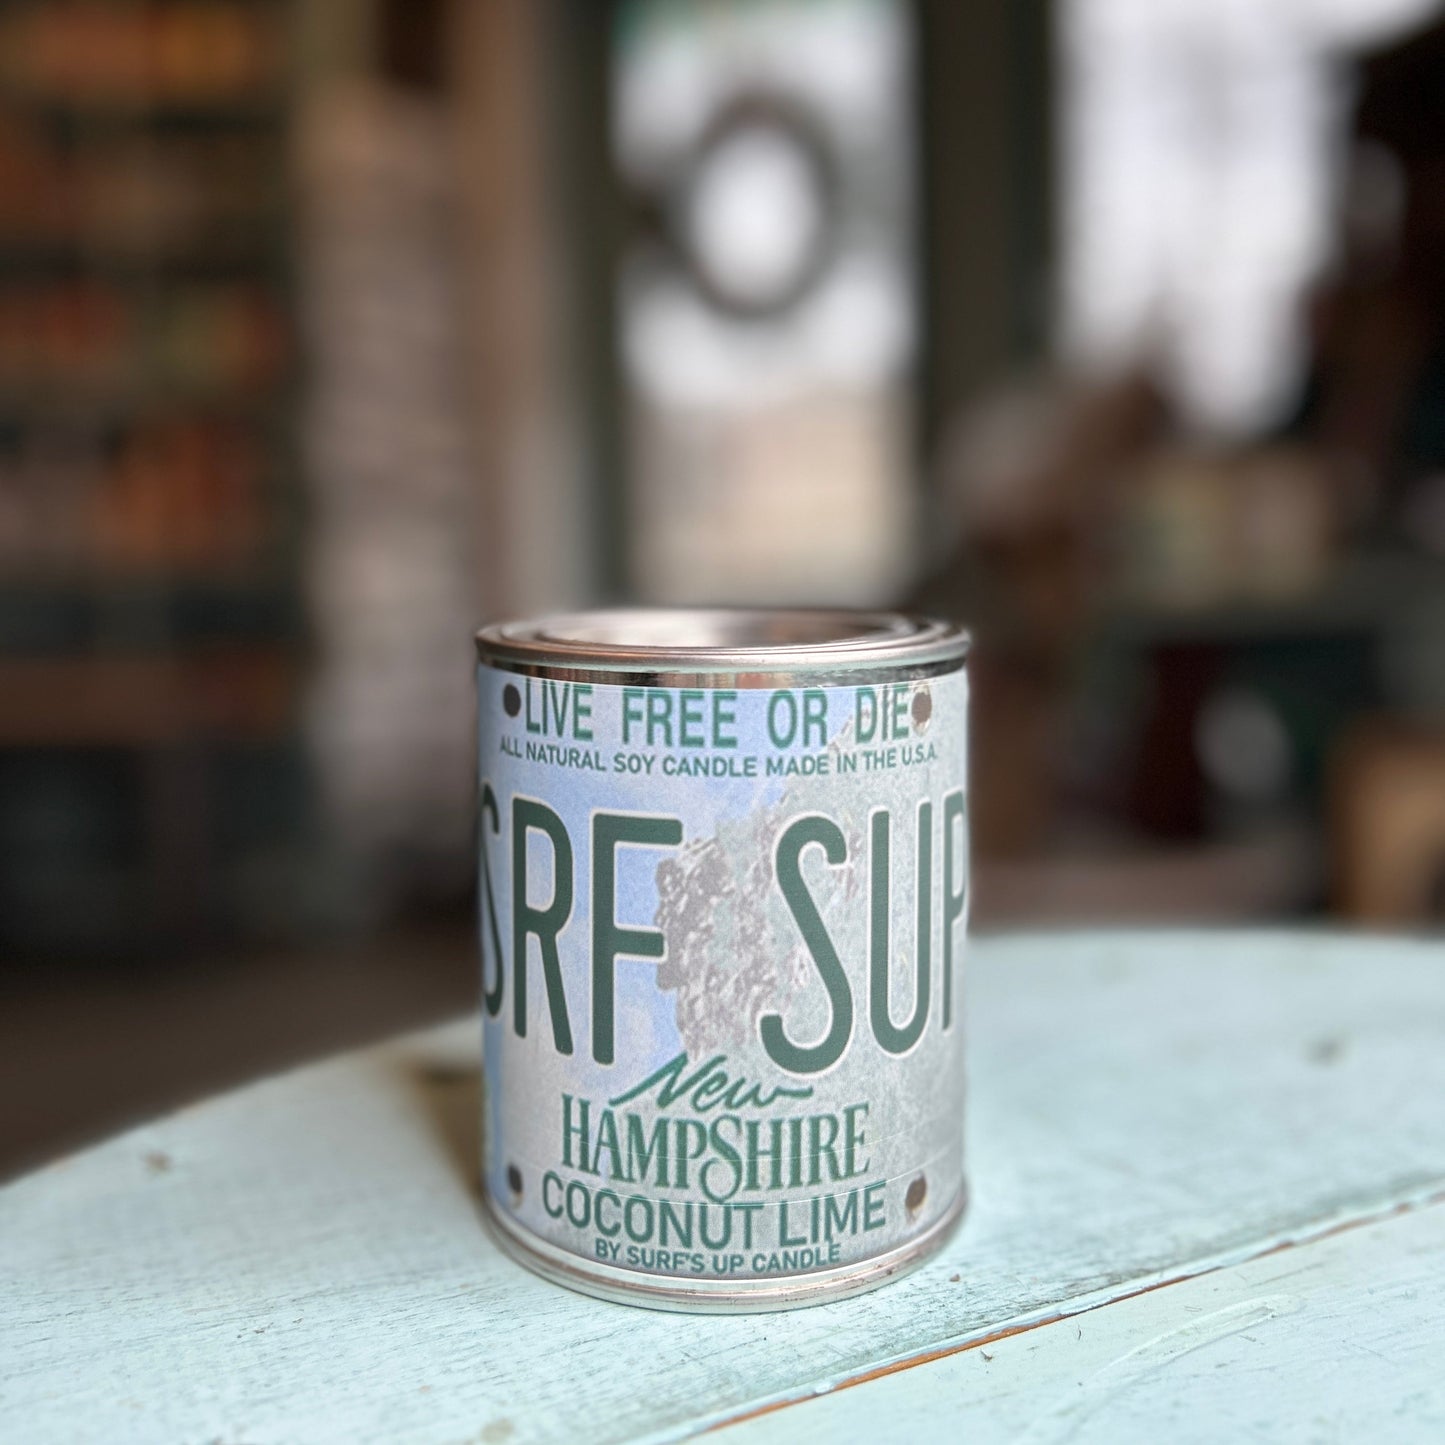 LIVE FREE OR DIE
ALL NATURAL SOY CANDLE MADE IN THE U.S.A.
SRF SUP
New
HAMPSHIRE
COCONUT LIME
BY SURF'S UP CANDLE